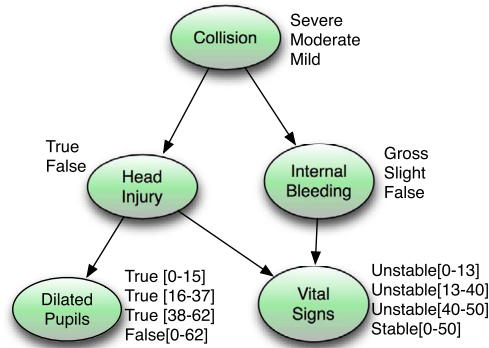 Collision
Severe
Moderate
Mild
True
False
Head
Injury
Internal
Bleeding
Gross
Slight
False
Dilated
Pupils
True [0-15]
True [16-37]
True [38-62]
False[0-62]
Vital
Signs
Unstable[0-13]
Unstable[13-40]
Unstable[40-50]
Stable[0-50]